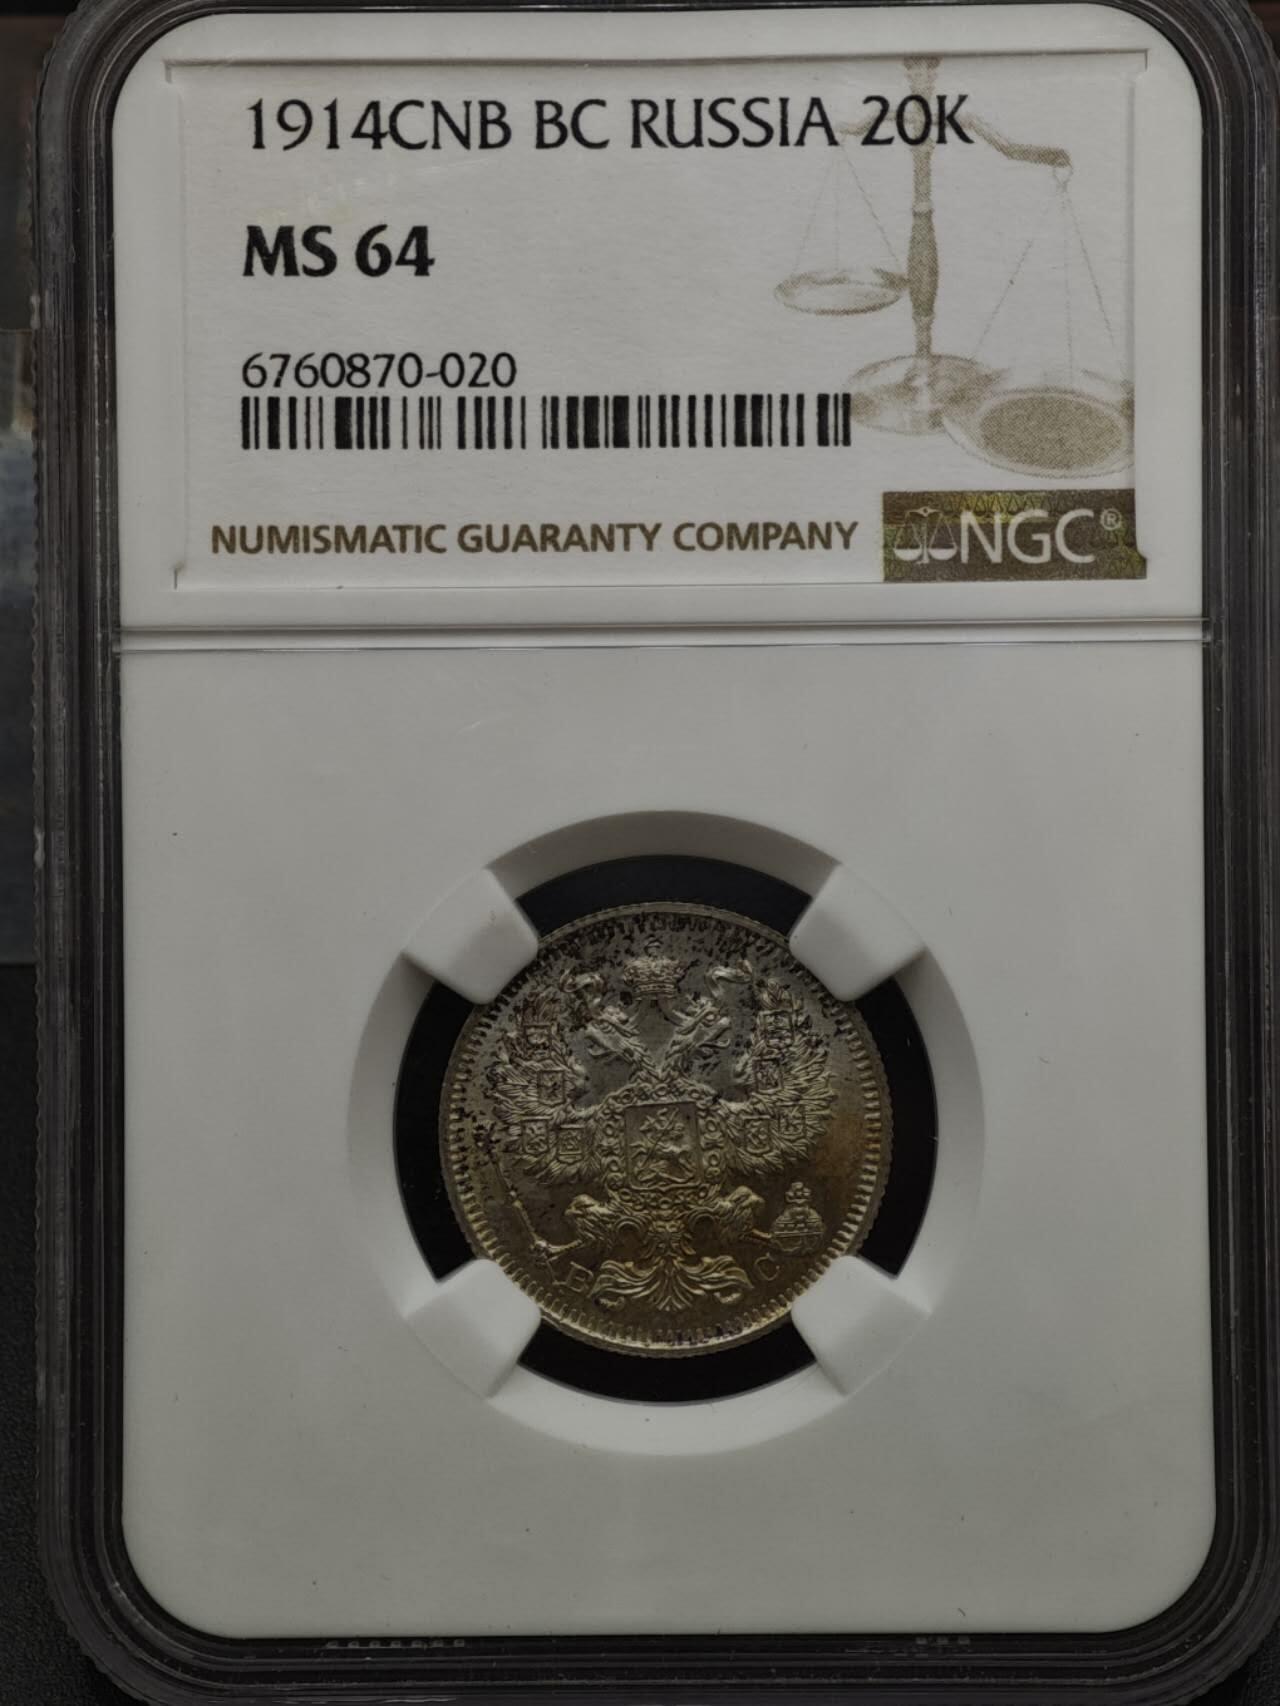 1914CNB BC RUSSIA 20K
MS 64
6760870-020
NUMISMATIC GUARANTY COMPANY
NGC®
В С